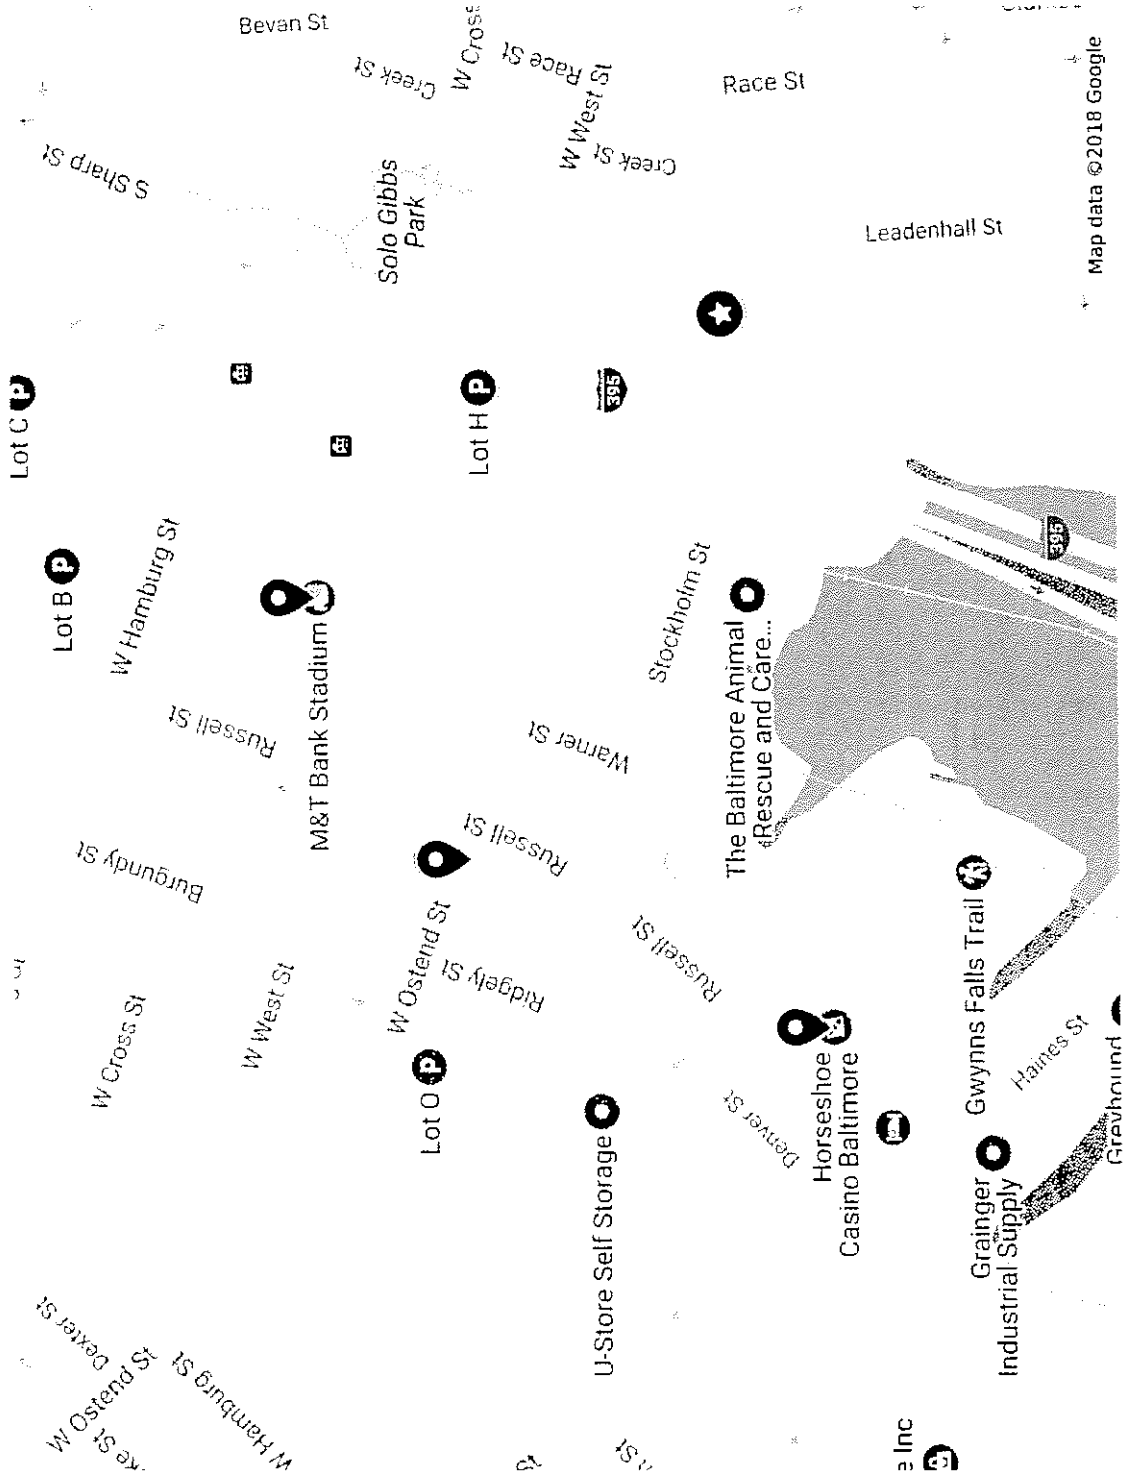 Bevan St
W Cross
Creek St
Race St
W West St
Race St
Creek St
S Sharp St
Solo Gibbs
Park
Leadenhall St
Map data ©2018 Google
Lot C P
Lot H P
395
Lot B P
W Hamburg St
Russell St
M&T Bank Stadium
Stockholm St
395
Warner St
The Baltimore Animal
Rescue and Care...
Burgundy St
Russell St
W Ostend St
Ridgely St
Russell St
W Cross St
W West St
Lot O P
Gwynns Falls Trail
Haines St
Greyhound
Denver St
Horseshoe
Casino Baltimore
U-Store Self Storage
Grainger
Industrial Supply
Dexter St
W Ostend St
ke St
W Hamburg St
n St
e Inc